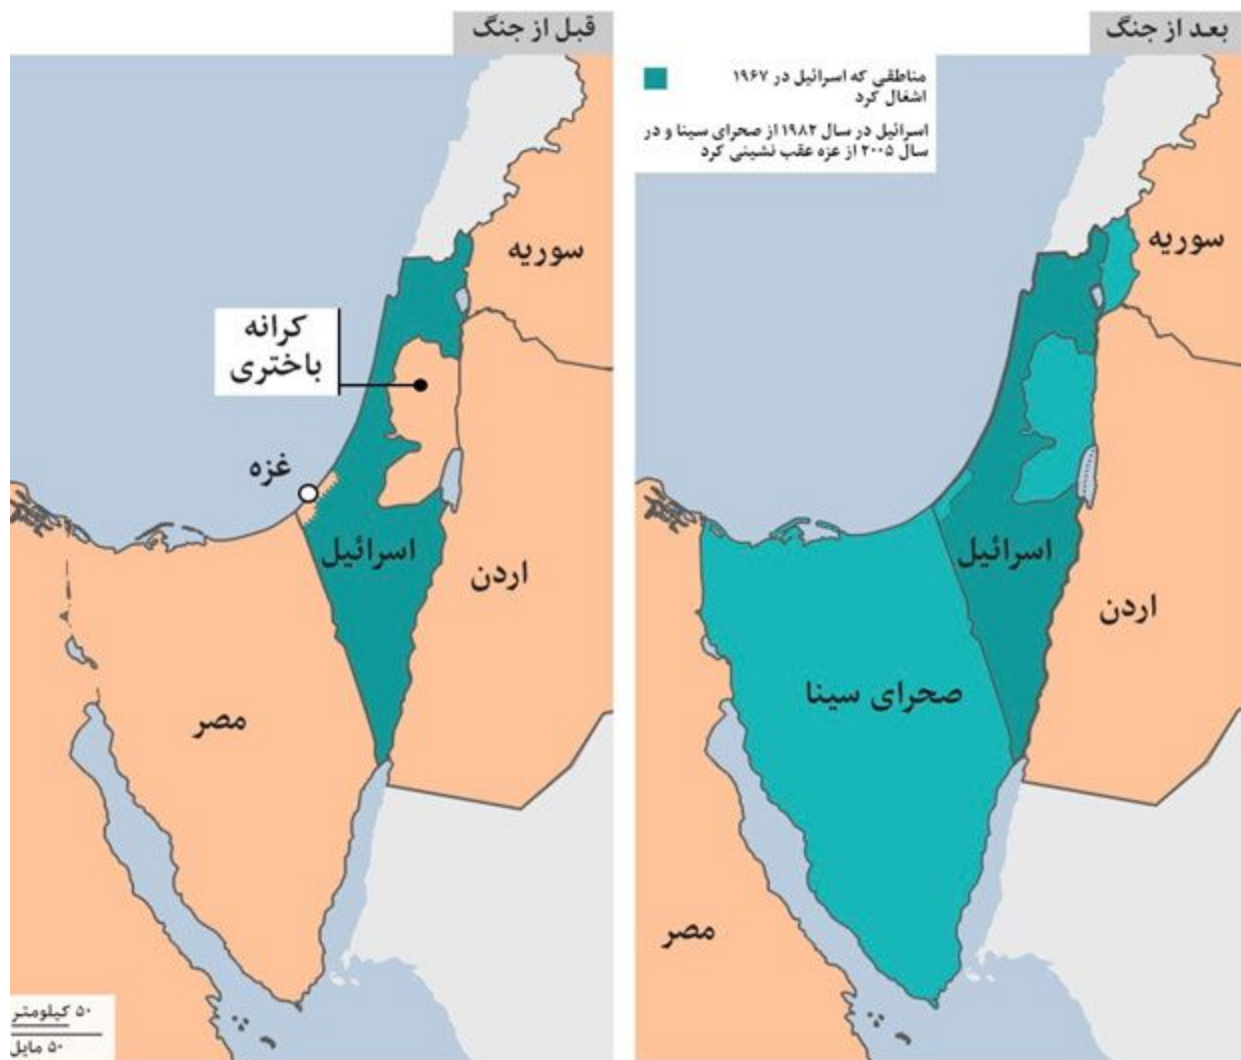 قبل از جنگ
سوریه
کرانه
باختری
غزه
اسرائیل
اردن
مصر
۵۰ کیلومتر
۵۰ مایل
بعد از جنگ
مناطقی که اسرائیل در ۱۹۶۷
اشغال کرد
اسرائیل در سال ۱۹۸۲ از صحرای سینا و در
سال ۲۰۰۵ از غزه عقب نشینی کرد
سوریه
اسرائیل
اردن
صحرای سینا
مصر